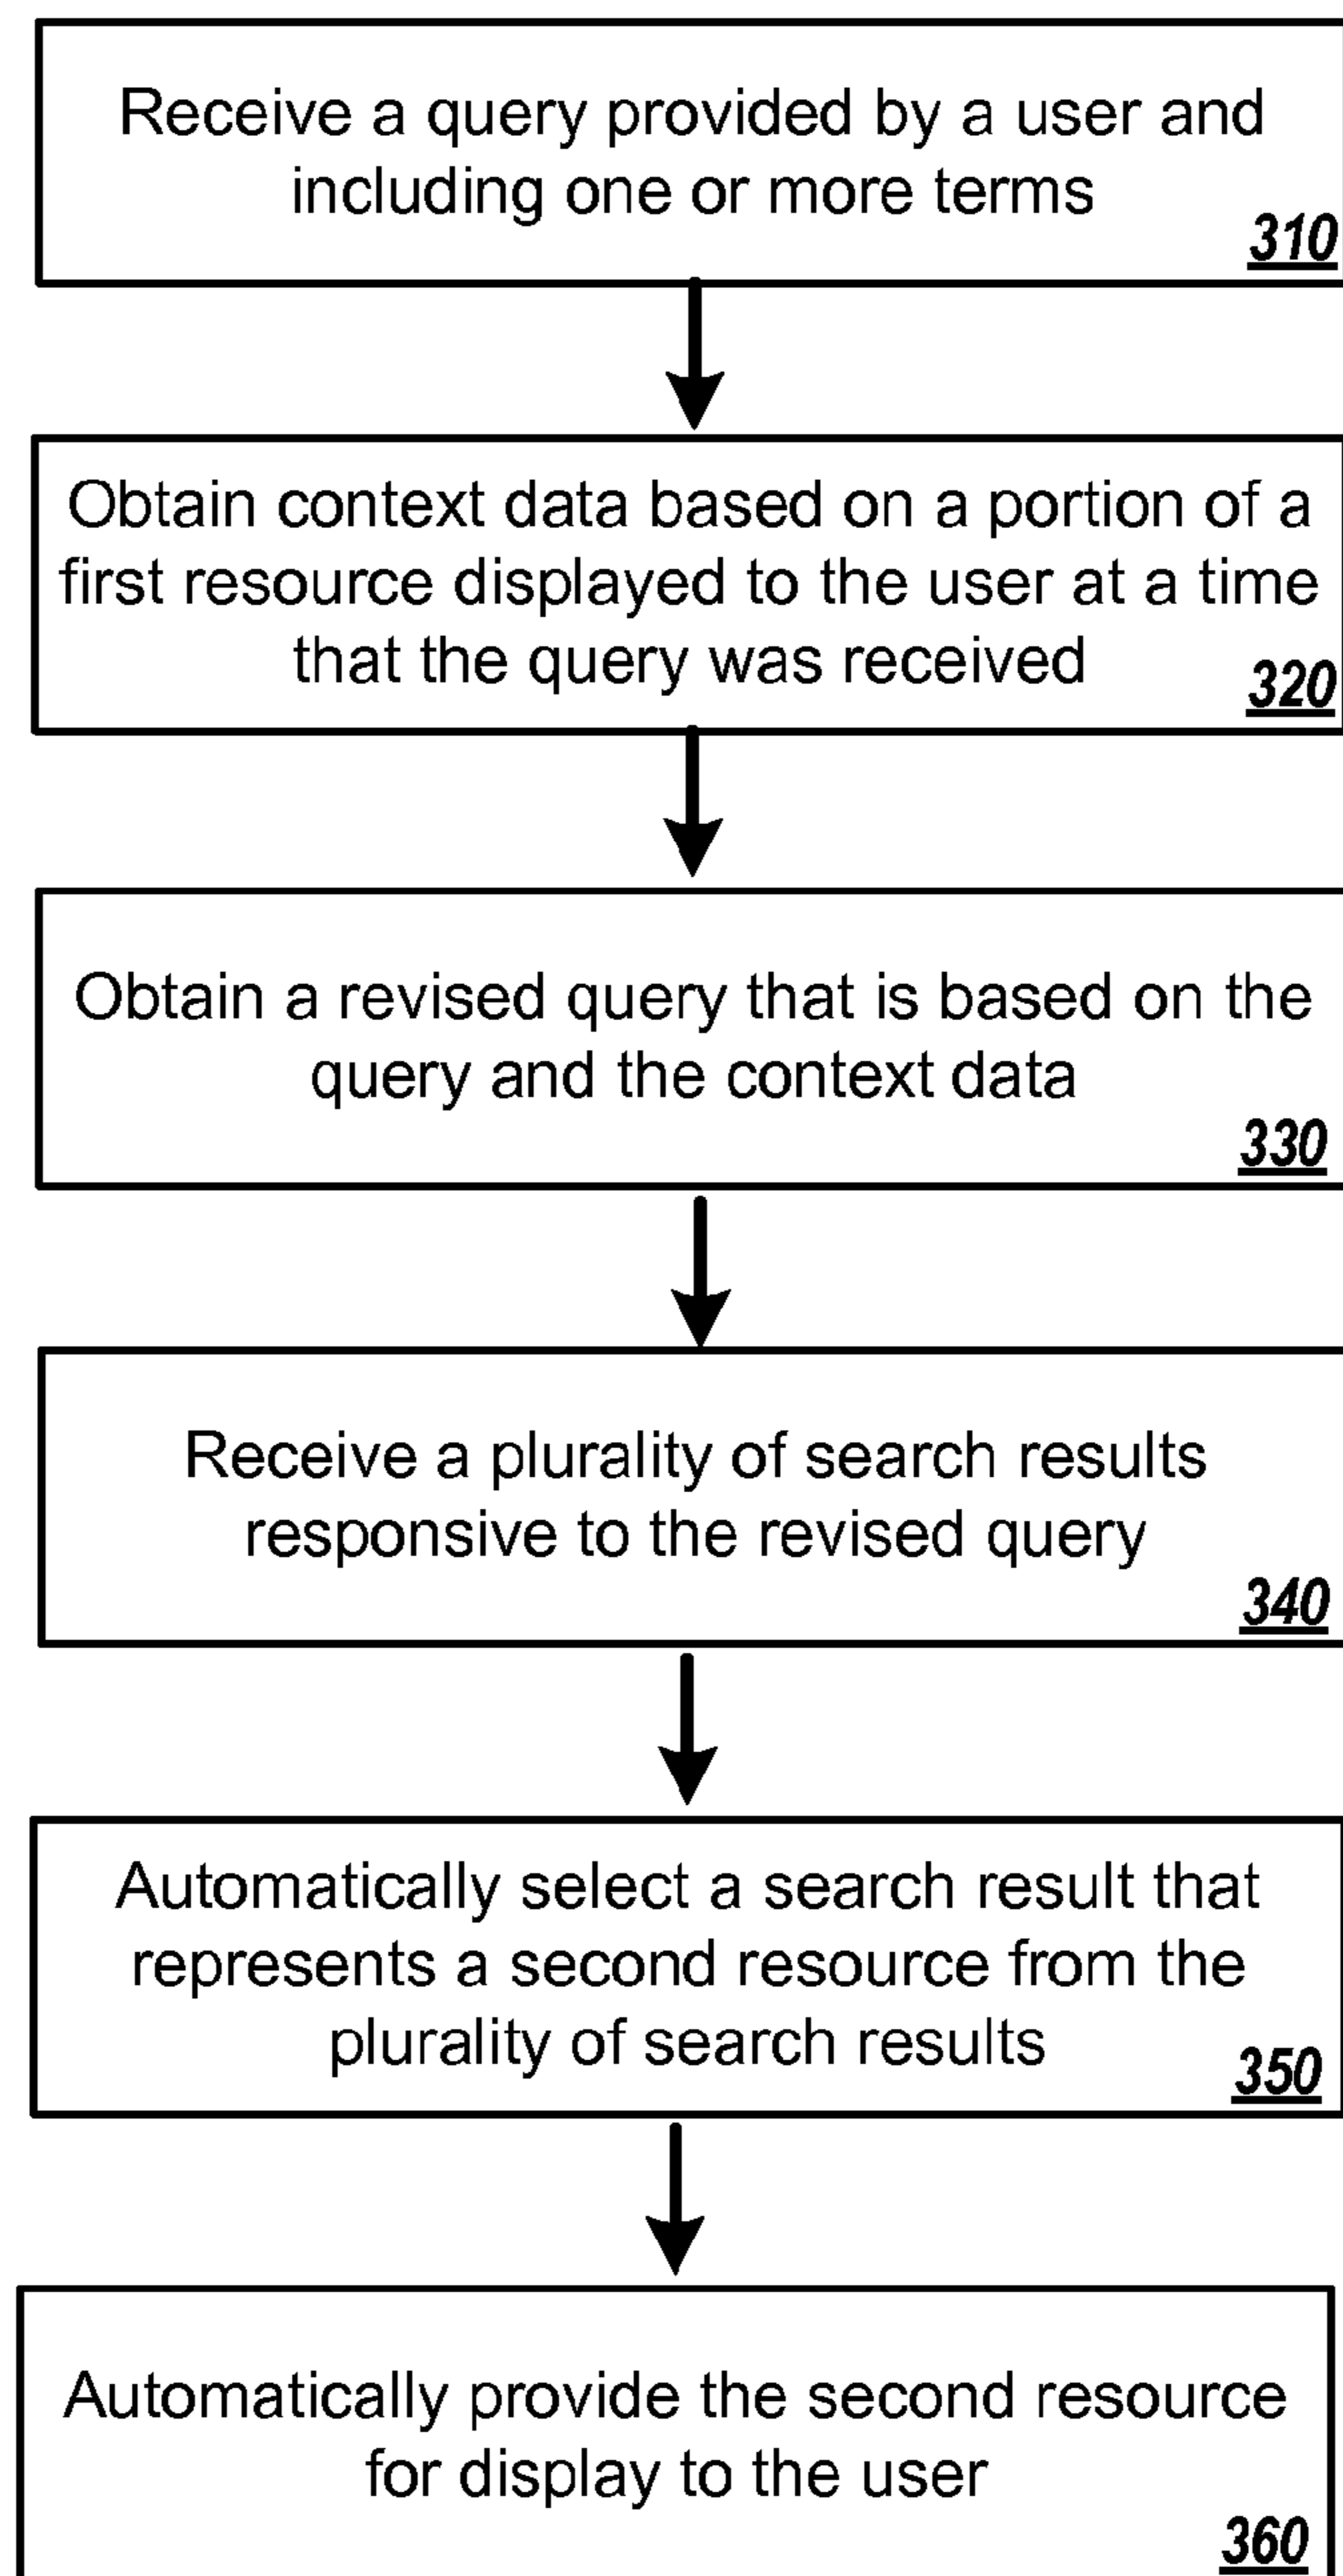 Receive a query provided by a user and
including one or more terms
310
Obtain context data based on a portion of a
first resource displayed to the user at a time
that the query was received
320
Obtain a revised query that is based on the
query and the context data
330
Receive a plurality of search results
responsive to the revised query
340
Automatically select a search result that
represents a second resource from the
plurality of search results
350
Automatically provide the second resource
for display to the user
360